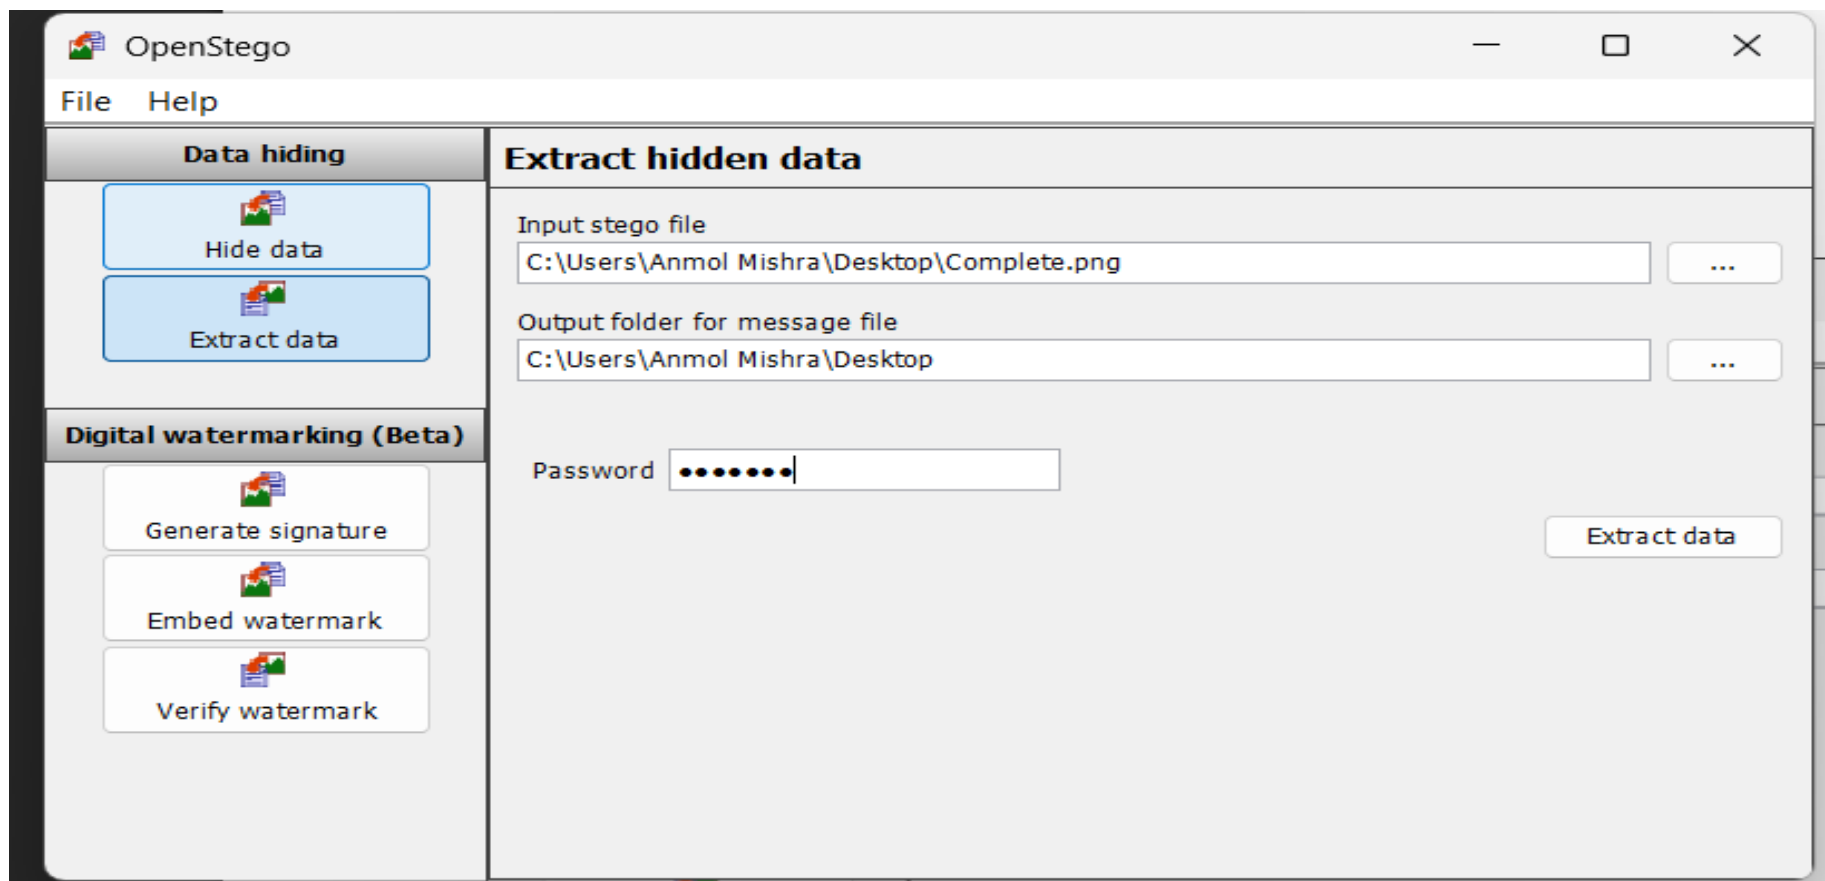 OpenStego
File Help
Data hiding
Hide data
Extract data
Digital watermarking (Beta)
Generate signature
Embed watermark
Verify watermark
Extract hidden data
Input stego file
C:\Users\Anmol Mishra\Desktop\Complete.png
...
Output folder for message file
C:\Users\Anmol Mishra\Desktop
...
Password •••••••
Extract data